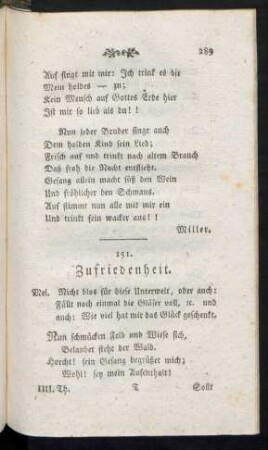 289
Auf singt mit mir: Ich trink es dir
Mein holdes — zu;
Kein Mensch auf Gottes Erde hier
Ist mir so lieb als du! !
Nun jeder Bruder singe auch
Dem holden Kind sein Lied;
Frisch auf und trinkt nach altem Brauch
Daß froh die Nacht entflieht.
Gesang allein macht süß den Wein
Und fröhlicher den Schmaus.
Auf stimmt nun alle mit mir ein
Und trinkt sein wacker aus! !
Miller.
151.
Zufriedenheit.
Mel. Nicht blos für diese Unterwelt, oder auch:
Füllt noch einmal die Gläser voll, ꝛc. und
auch: Wie viel hat mir das Glück geschenkt.
Nun schmücken Feld und Wiese sich,
Belaubet steht der Wald.
Horcht! sein Gesang begrüßet mich;
Wohl! sey mein Aufenthalt!
IIII. Th. T Sollt